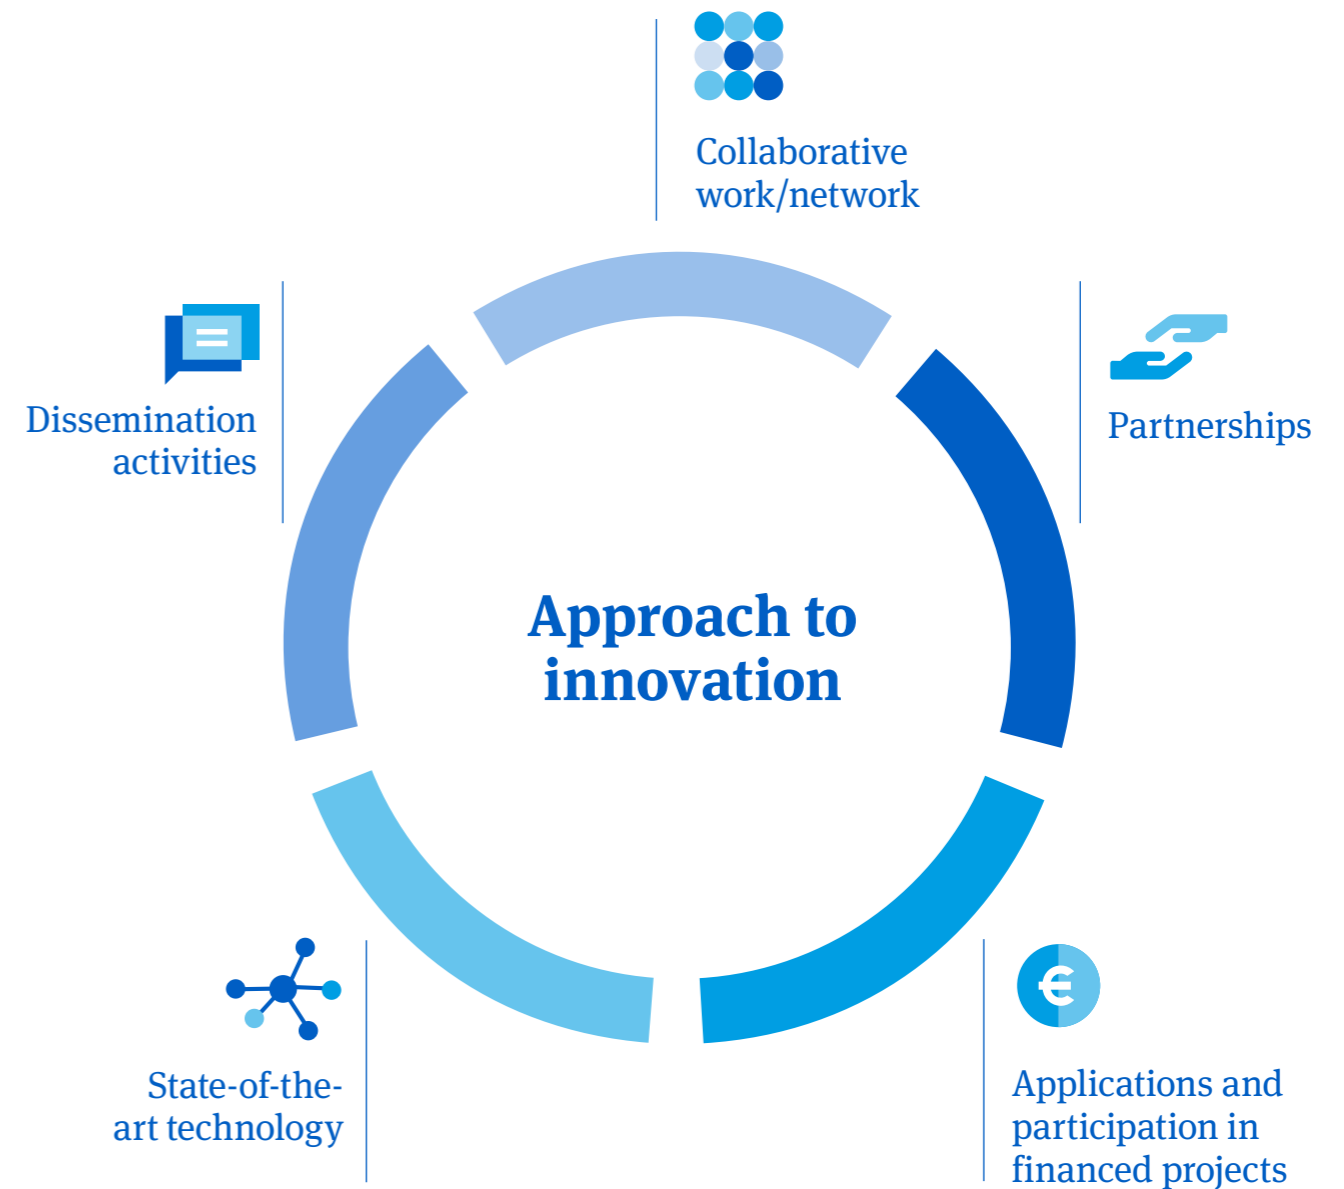 Collaborative
work/network
Dissemination
activities
Partnerships
Approach to
innovation
State-of-the-
art technology
€
Applications and
participation in
financed projects